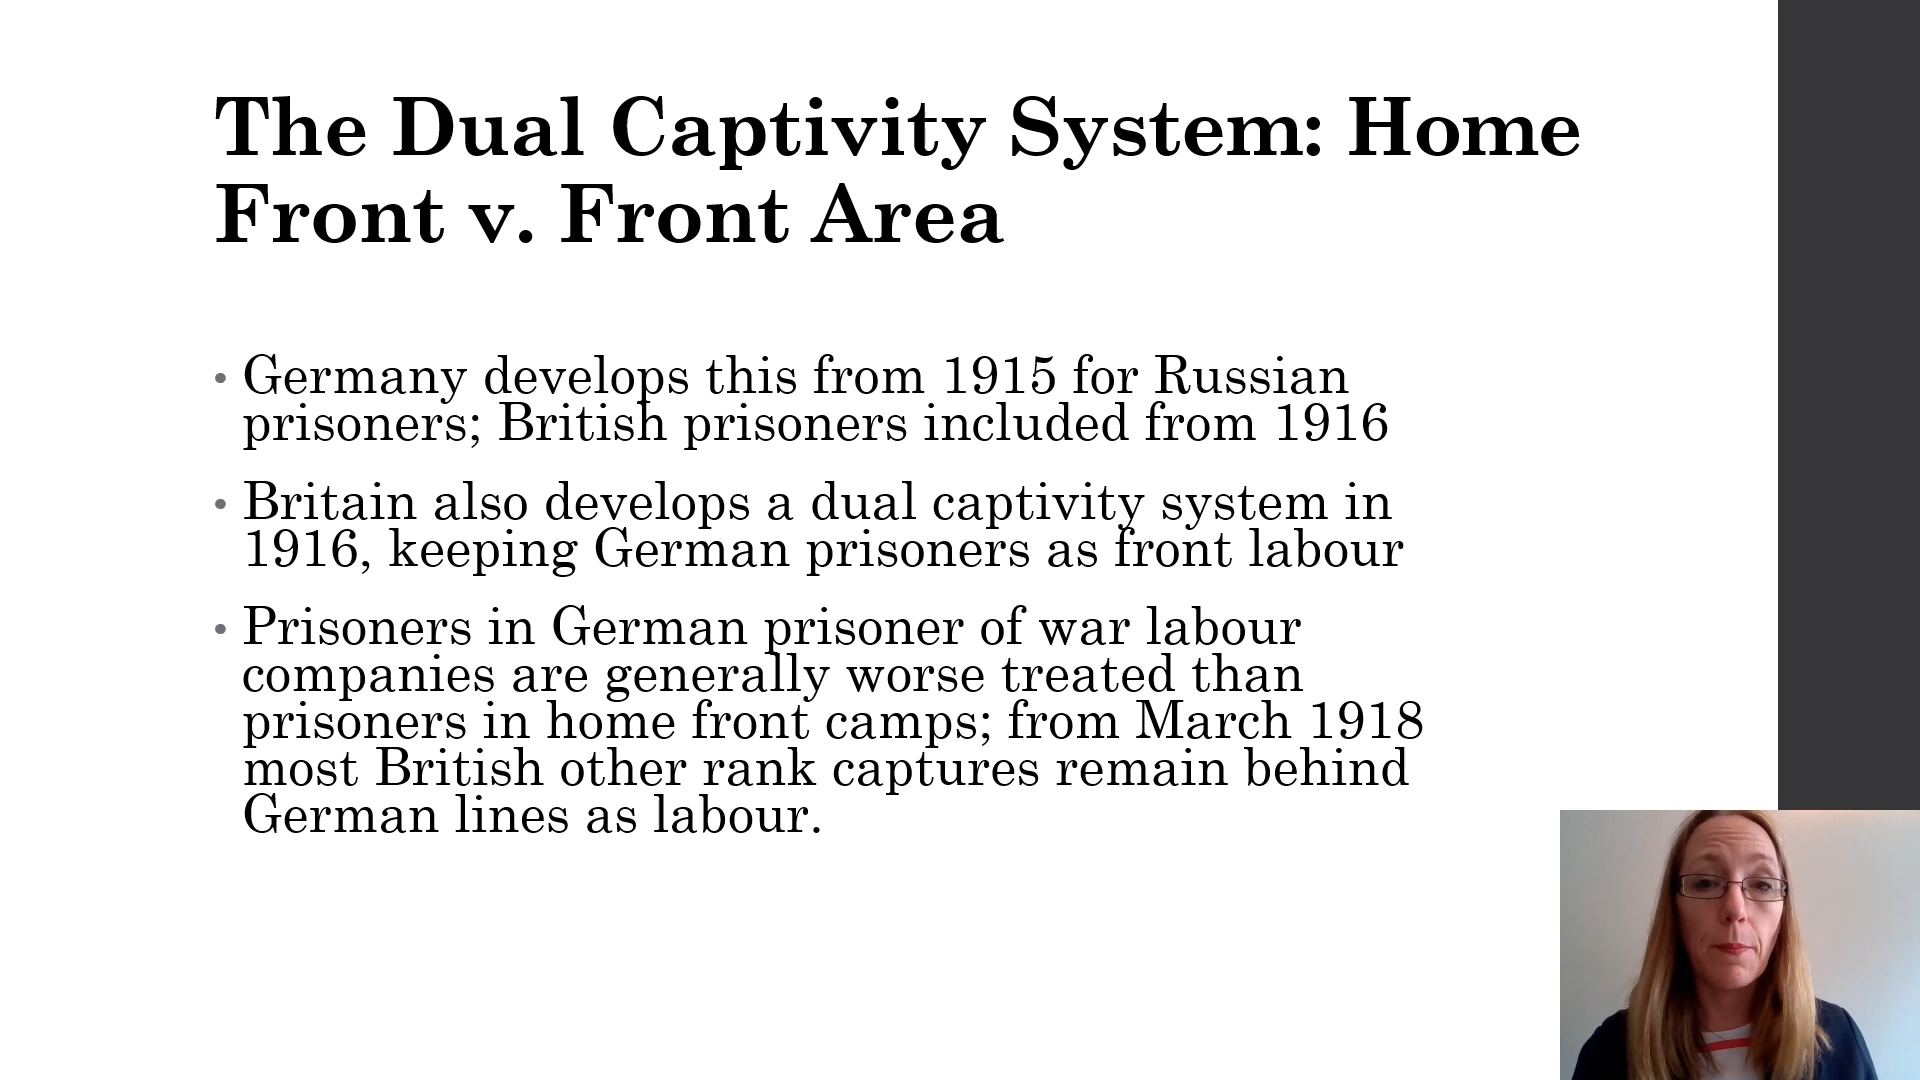 The Dual Captivity System: Home
Front v. Front Area
• Germany develops this from 1915 for Russian
prisoners; British prisoners included from 1916
• Britain also develops a dual captivity system in
1916, keeping German prisoners as front labour
• Prisoners in German prisoner of war labour
companies are generally worse treated than
prisoners in home front camps; from March 1918
most British other rank captures remain behind
German lines as labour.